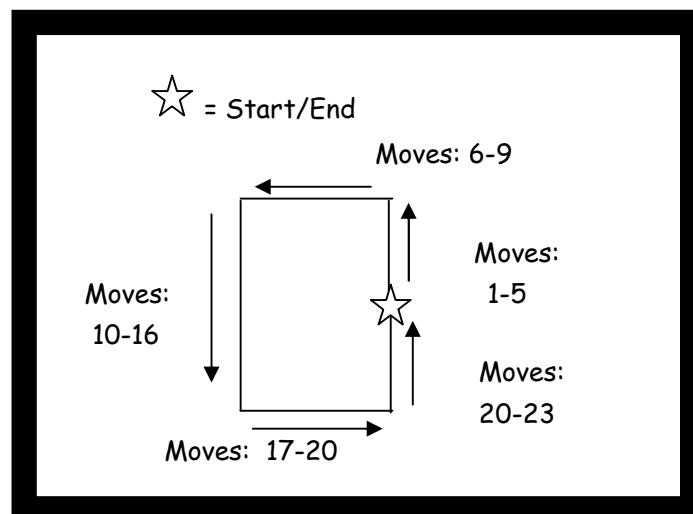 = Start/End
Moves: 6-9
Moves:
1-5
Moves:
10-16
Moves:
20-23
Moves: 17-20